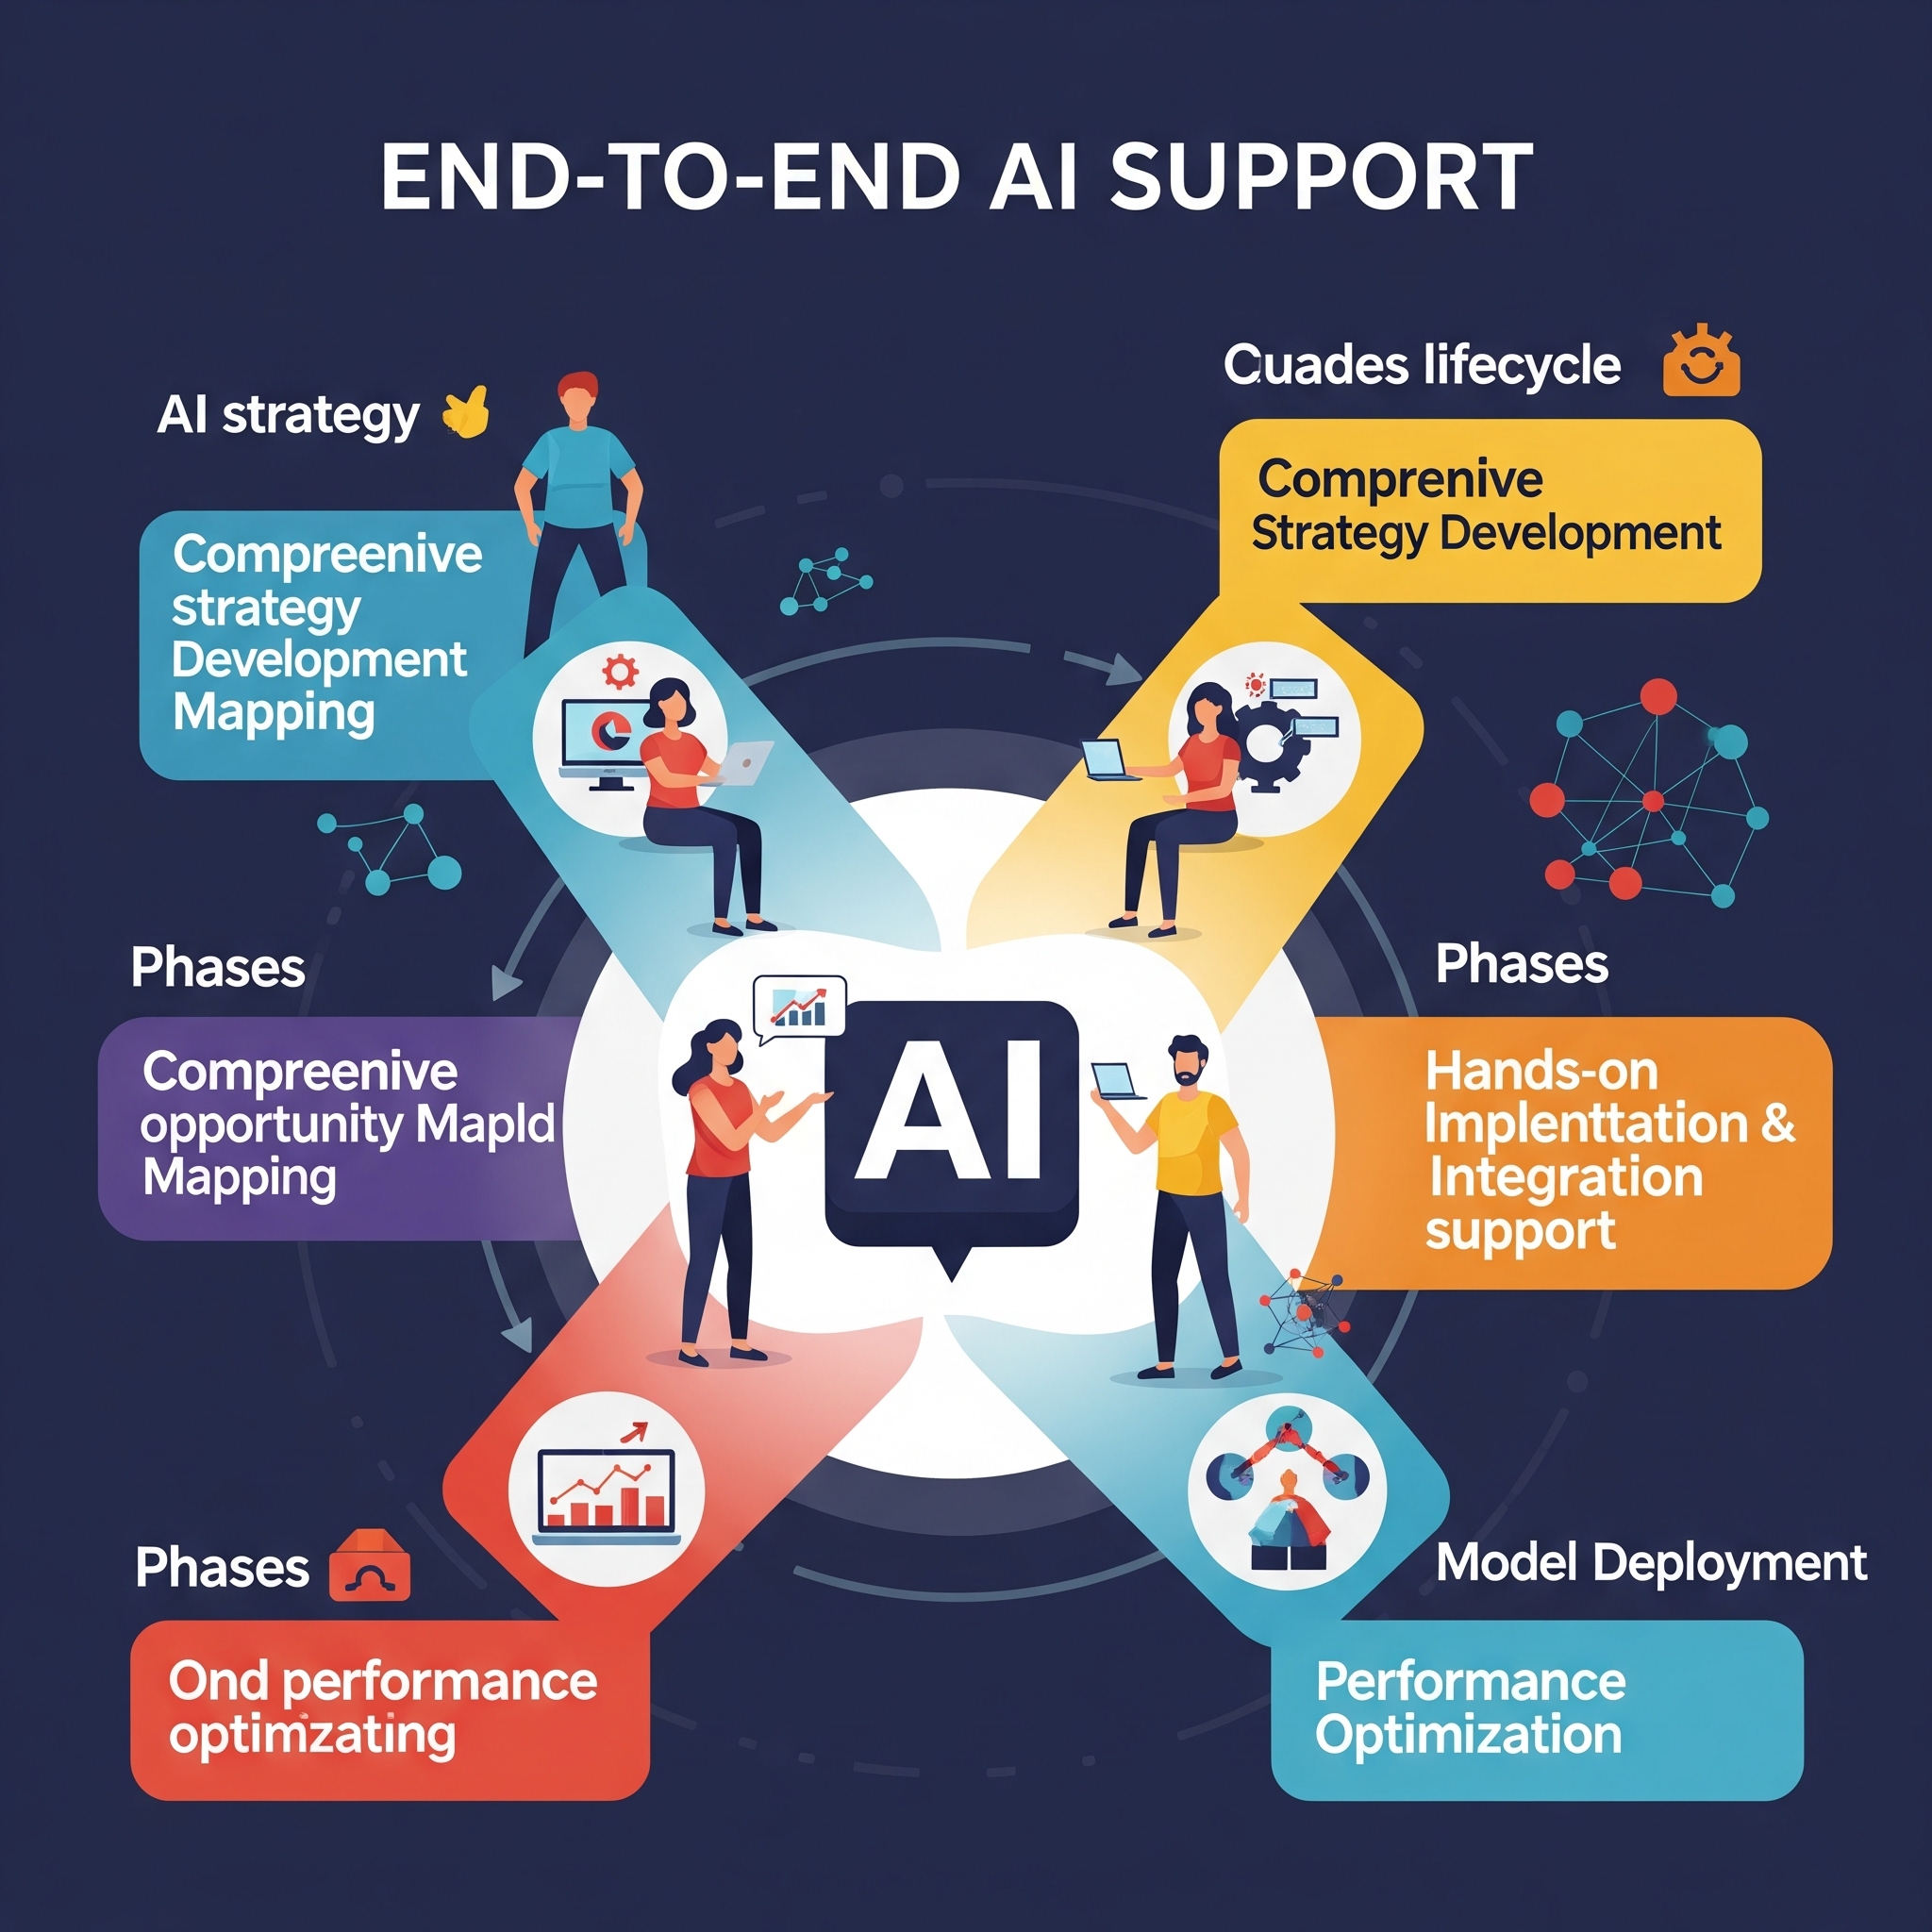 END-TO-END AI SUPPORT
AI strategy
Compreenive
strategy
Development
Mapping
Cuades lifecycle
Comprenive
Strategy Development
Phases
Compreenive
opportunity Mapld
Mapping
AI
Phases
Hands-on
Implenttation &
Integration
support
Phases
Ond performance
optimzating
Model Deployment
Performance
Optimization